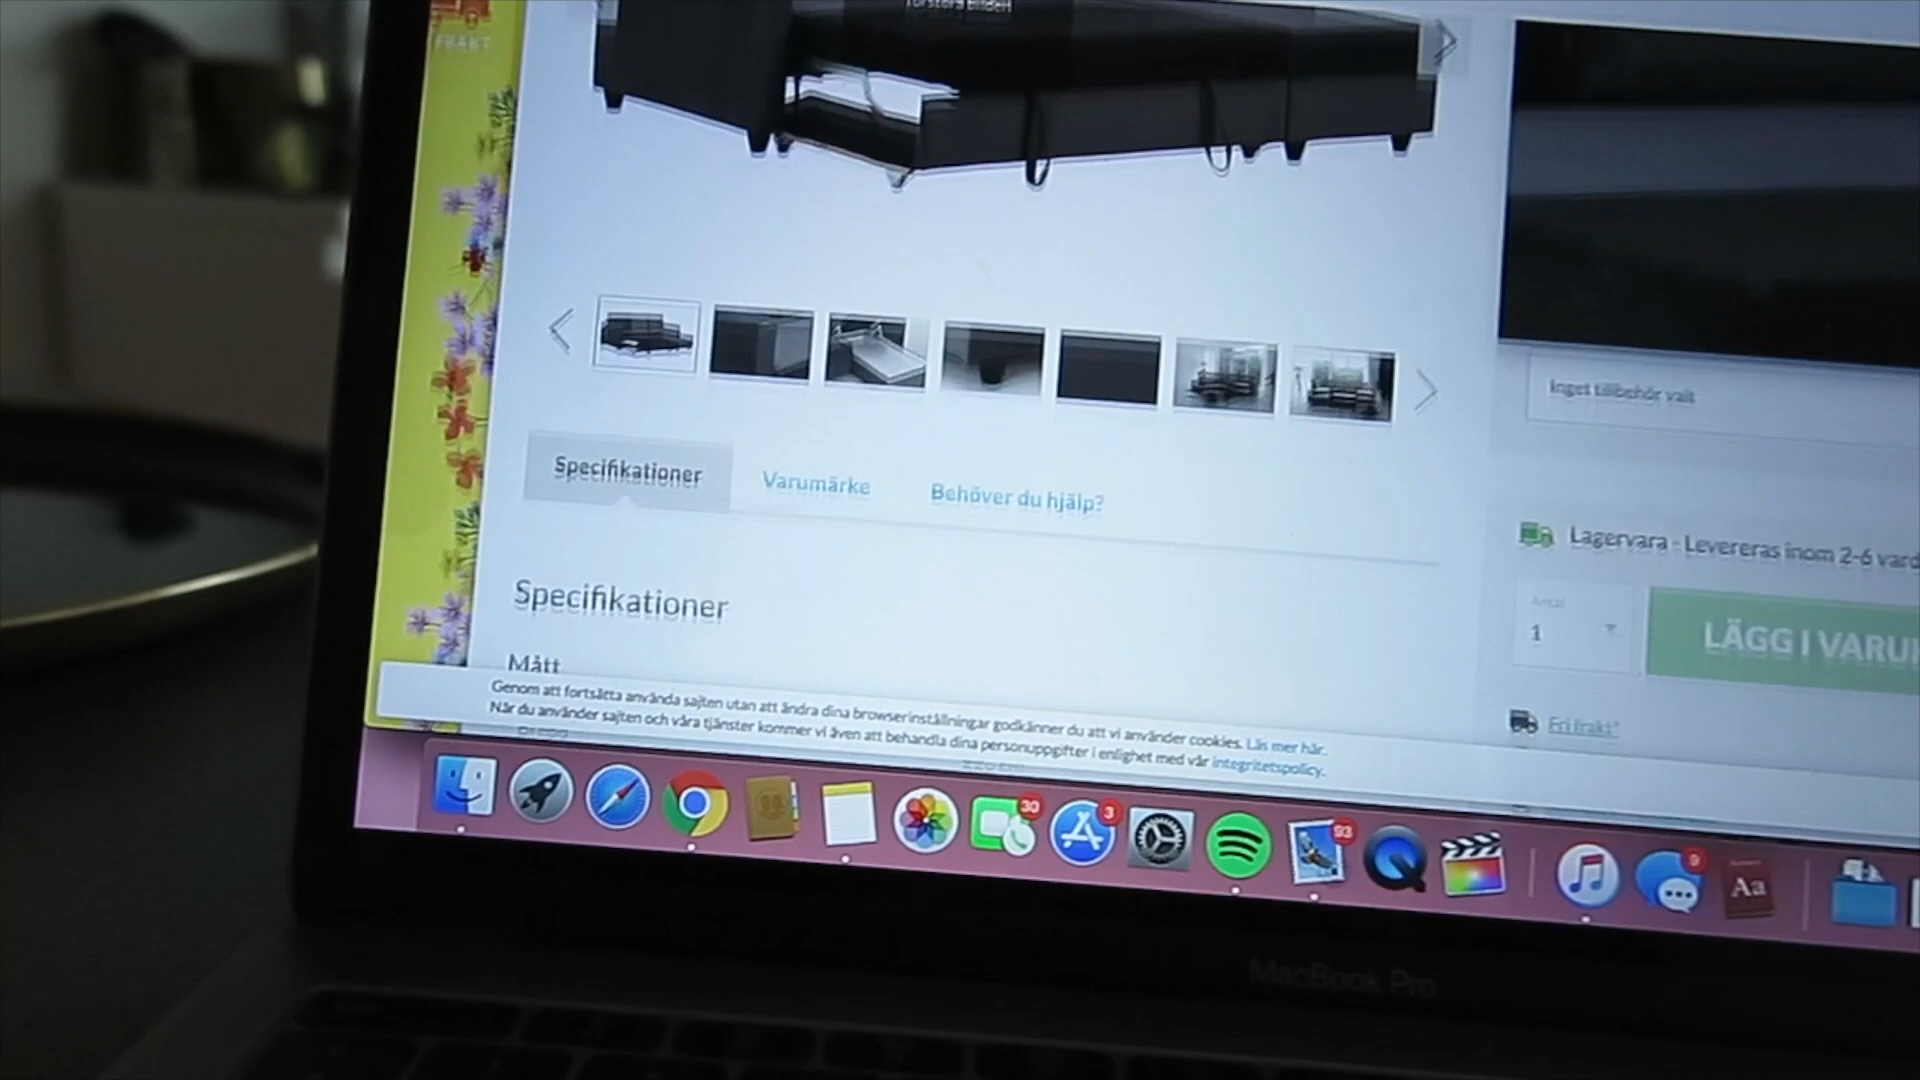 FRAKT
Inget tillbehör valt
Specifikationer
Varumärke
Behöver du hjälp?
Lagervara - Levereras inom 2-6 vard
Specifikationer
Antal
1
LÄGG I VARU
Mått
Genom att fortsätta använda sajten utan att ändra dina browserinställningar godkänner du att vi använder cookies. Läs mer här.
När du använder sajten och våra tjänster kommer vi även att behandla dina personuppgifter i enlighet med vår integritetspolicy.
Fri frakt*
30
3
93
9
Aa
MacBook Pro